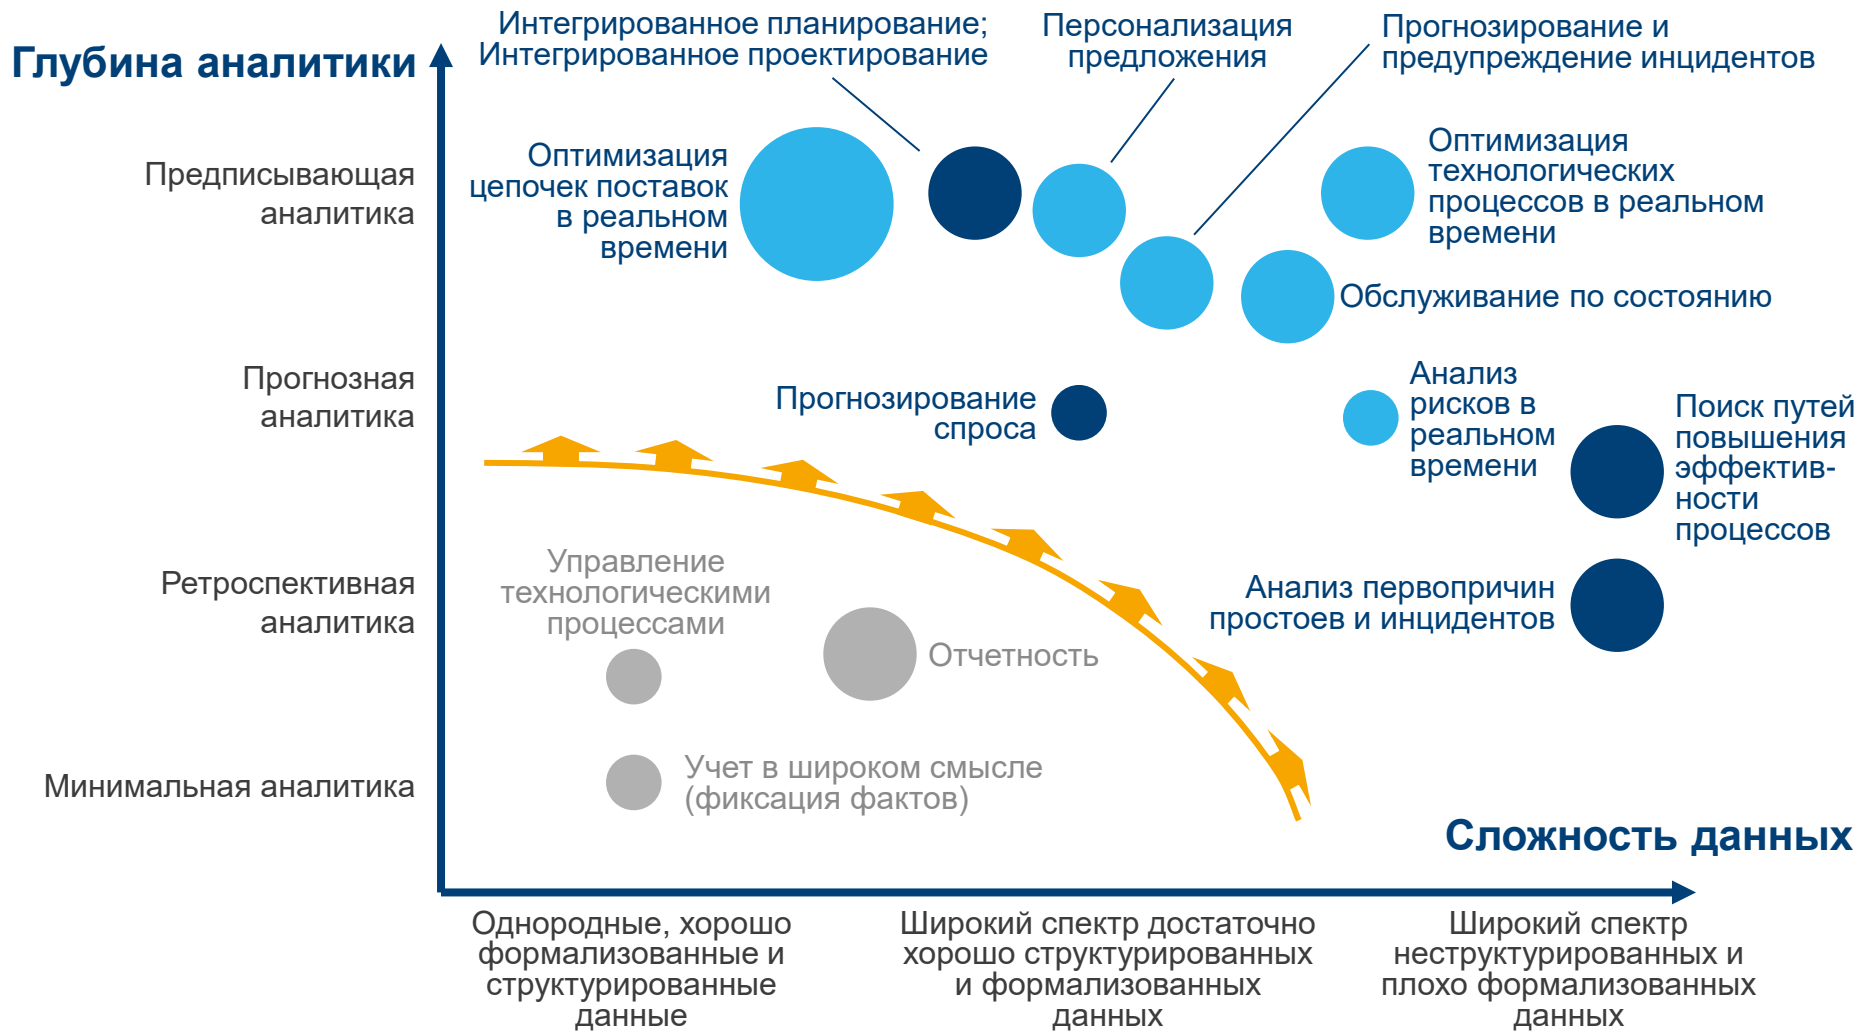 Глубина аналитики
Интегрированное планирование;
Интегрированное проектирование
Персонализация
предложения
Прогнозирование и
предупреждение инцидентов
Предписывающая
аналитика
Оптимизация
цепочек поставок
в реальном
времени
Оптимизация
технологических
процессов в реальном
времени
Обслуживание по состоянию
Прогнозная
аналитика
Прогнозирование
спроса
Анализ
рисков в
реальном
времени
Поиск путей
повышения
эффектив-
ности
процессов
Ретроспективная
аналитика
Управление
технологическими
процессами
Отчетность
Анализ первопричин
простоев и инцидентов
Минимальная аналитика
Учет в широком смысле
(фиксация фактов)
Сложность данных
Однородные, хорошо
формализованные и
структурированные
данные
Широкий спектр достаточно
хорошо структурированных
и формализованных
данных
Широкий спектр
неструктурированных и
плохо формализованных
данных